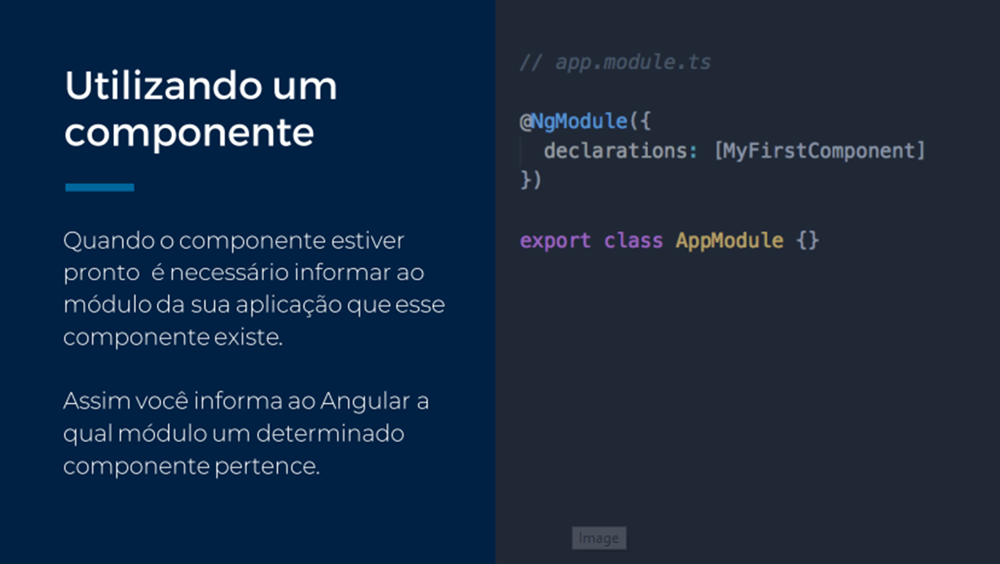 Utilizando um
componente
Quando o componente estiver
pronto é necessário informar ao
módulo da sua aplicação que esse
componente existe.
Assim você informa ao Angular a
qual módulo um determinado
componente pertence.
// app.module.ts
@NgModule({
declarations: [MyFirstComponent]
})
export class AppModule {}
Image